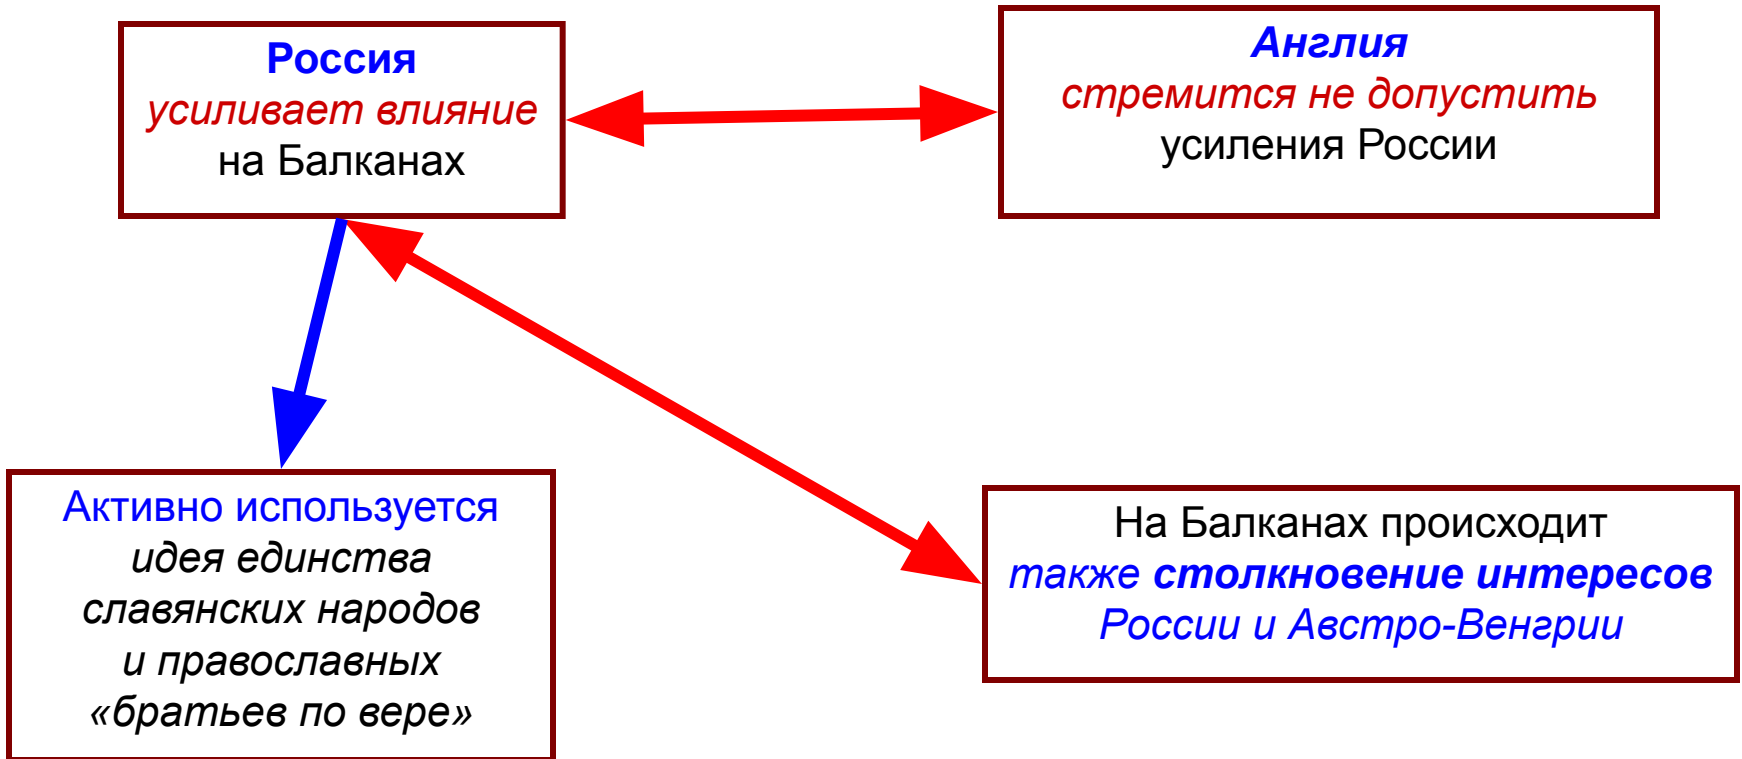 Россия
усиливает влияние
на Балканах
Англия
стремится не допустить
усиления России
Активно используется
идея единства
славянских народов
и православных
«братьев по вере»
На Балканах происходит
также столкновение интересов
России и Австро-Венгрии